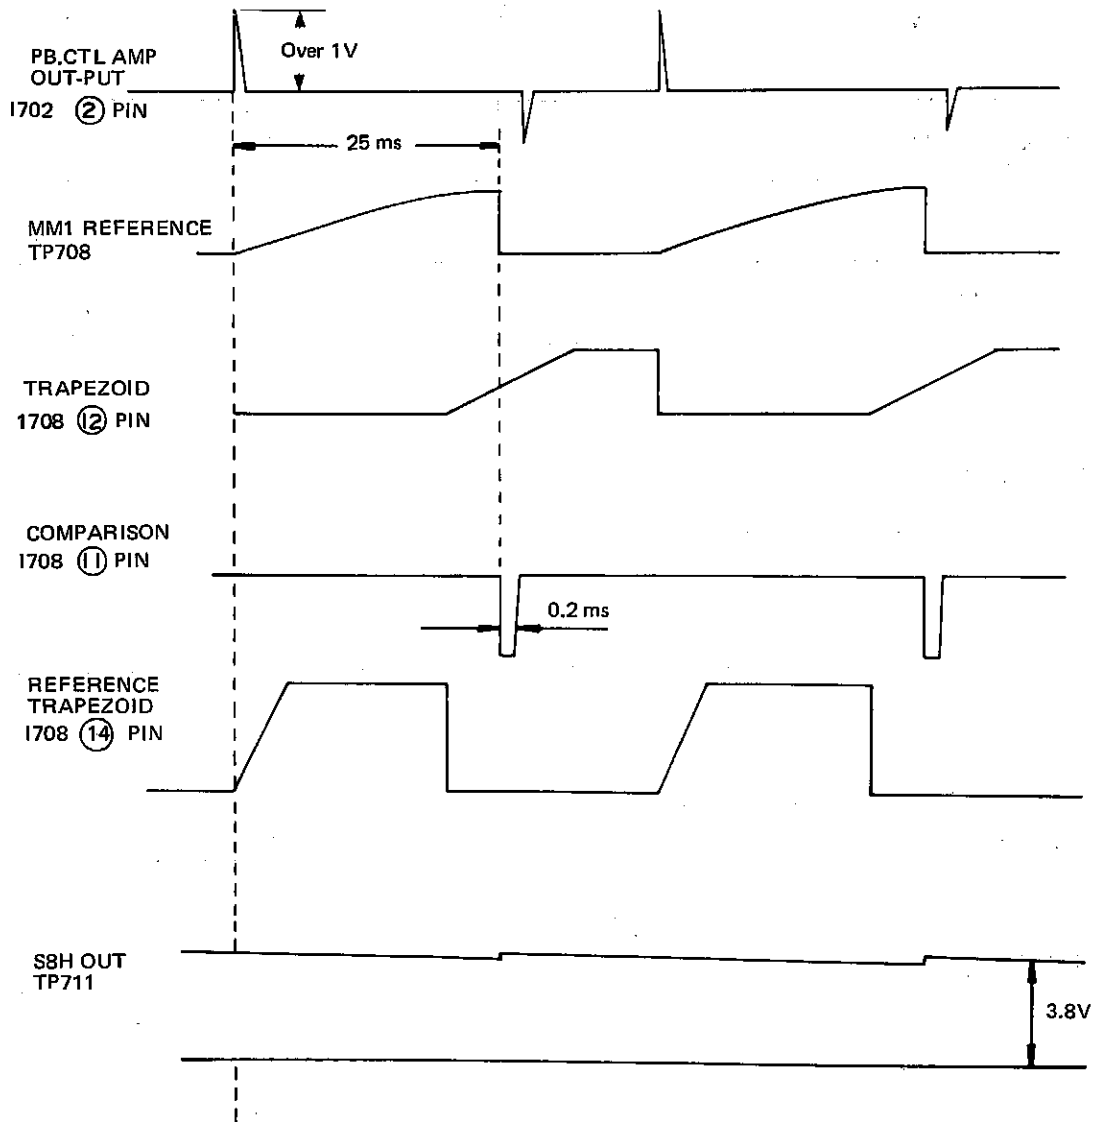 PB.CTL AMP
OUT-PUT
I702 ② PIN
Over 1V
25 ms
MM1 REFERENCE
TP708
TRAPEZOID
1708 ⑫ PIN
COMPARISON
I708 ⑪ PIN
0.2 ms
REFERENCE
TRAPEZOID
I708 ⑭ PIN
S8H OUT
TP711
3.8V